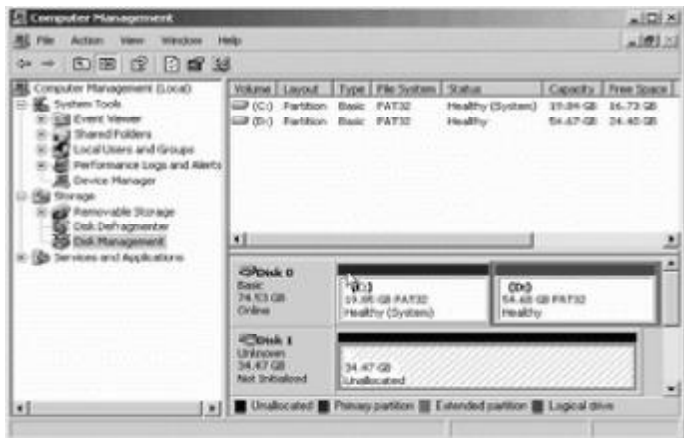 Computer Management
File Action View Window Help
Computer Management (Local)
System Tools
Event Viewer
Shared Folders
Local Users and Groups
Performance Logs and Alerts
Device Manager
Storage
Removable Storage
Disk Defragmenter
Disk Management
Services and Applications
Volume Layout Type File System Status Capacity Free Space
(C:) Partition Basic FAT32 Healthy (System) 19.84 GB 16.73 GB
(D:) Partition Basic FAT32 Healthy 54.67 GB 24.40 GB
Disk 0
Basic
74.53 GB
Online
(C:)
19.85 GB FAT32
Healthy (System)
(D:)
54.68 GB FAT32
Healthy
Disk 1
Unknown
34.47 GB
Not Initialized
34.47 GB
Unallocated
Unallocated Primary partition Extended partition Logical drive